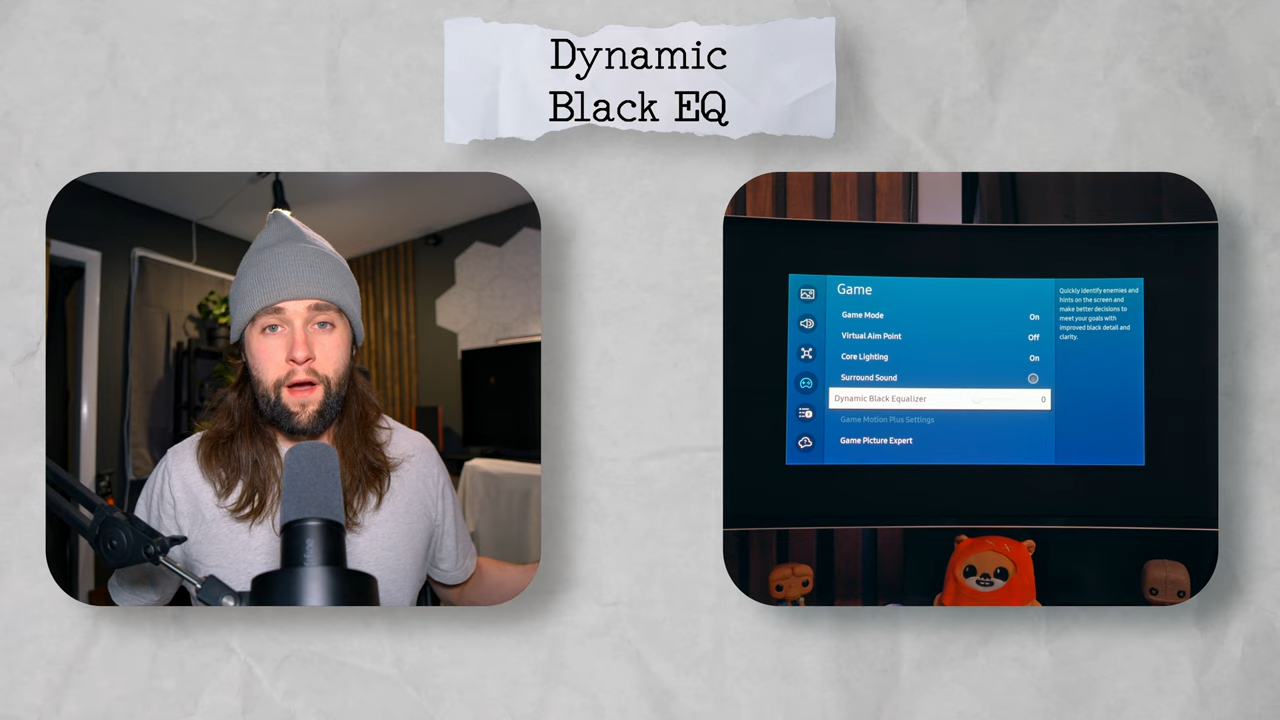 Dynamic
Black EQ
Game
Game Mode On
Virtual Aim Point Off
Core Lighting On
Surround Sound
Dynamic Black Equalizer 0
Game Motion Plus Settings
Game Picture Expert
Quickly identify enemies and
hints on the screen and
make better decisions to
meet your goals with
improved black detail and
clarity.